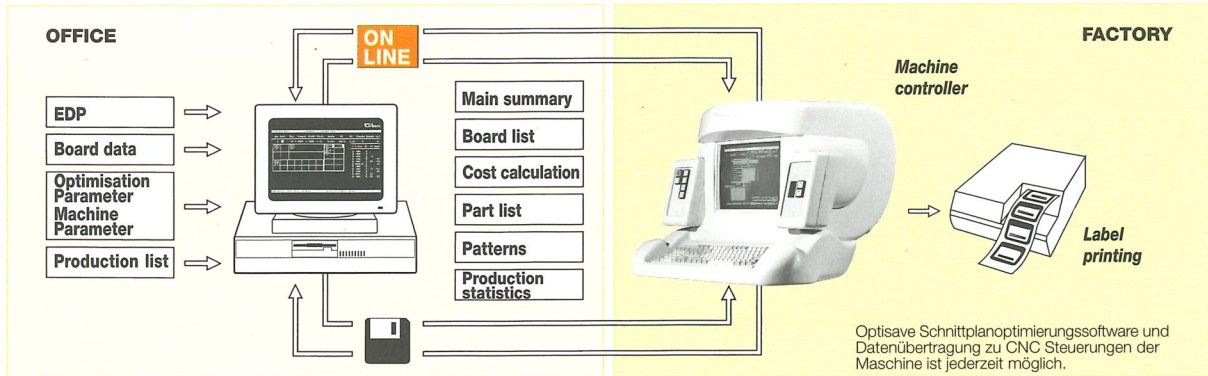 OFFICE
ON
LINE
EDP
Board data
Optimisation
Parameter
Machine
Parameter
Production list
Main summary
Board list
Cost calculation
Part list
Patterns
Production
statistics
FACTORY
Machine
controller
Label
printing
Optisave Schnittplanoptimierungssoftware und
Datenübertragung zu CNC Steuerungen der
Maschine ist jederzeit möglich.